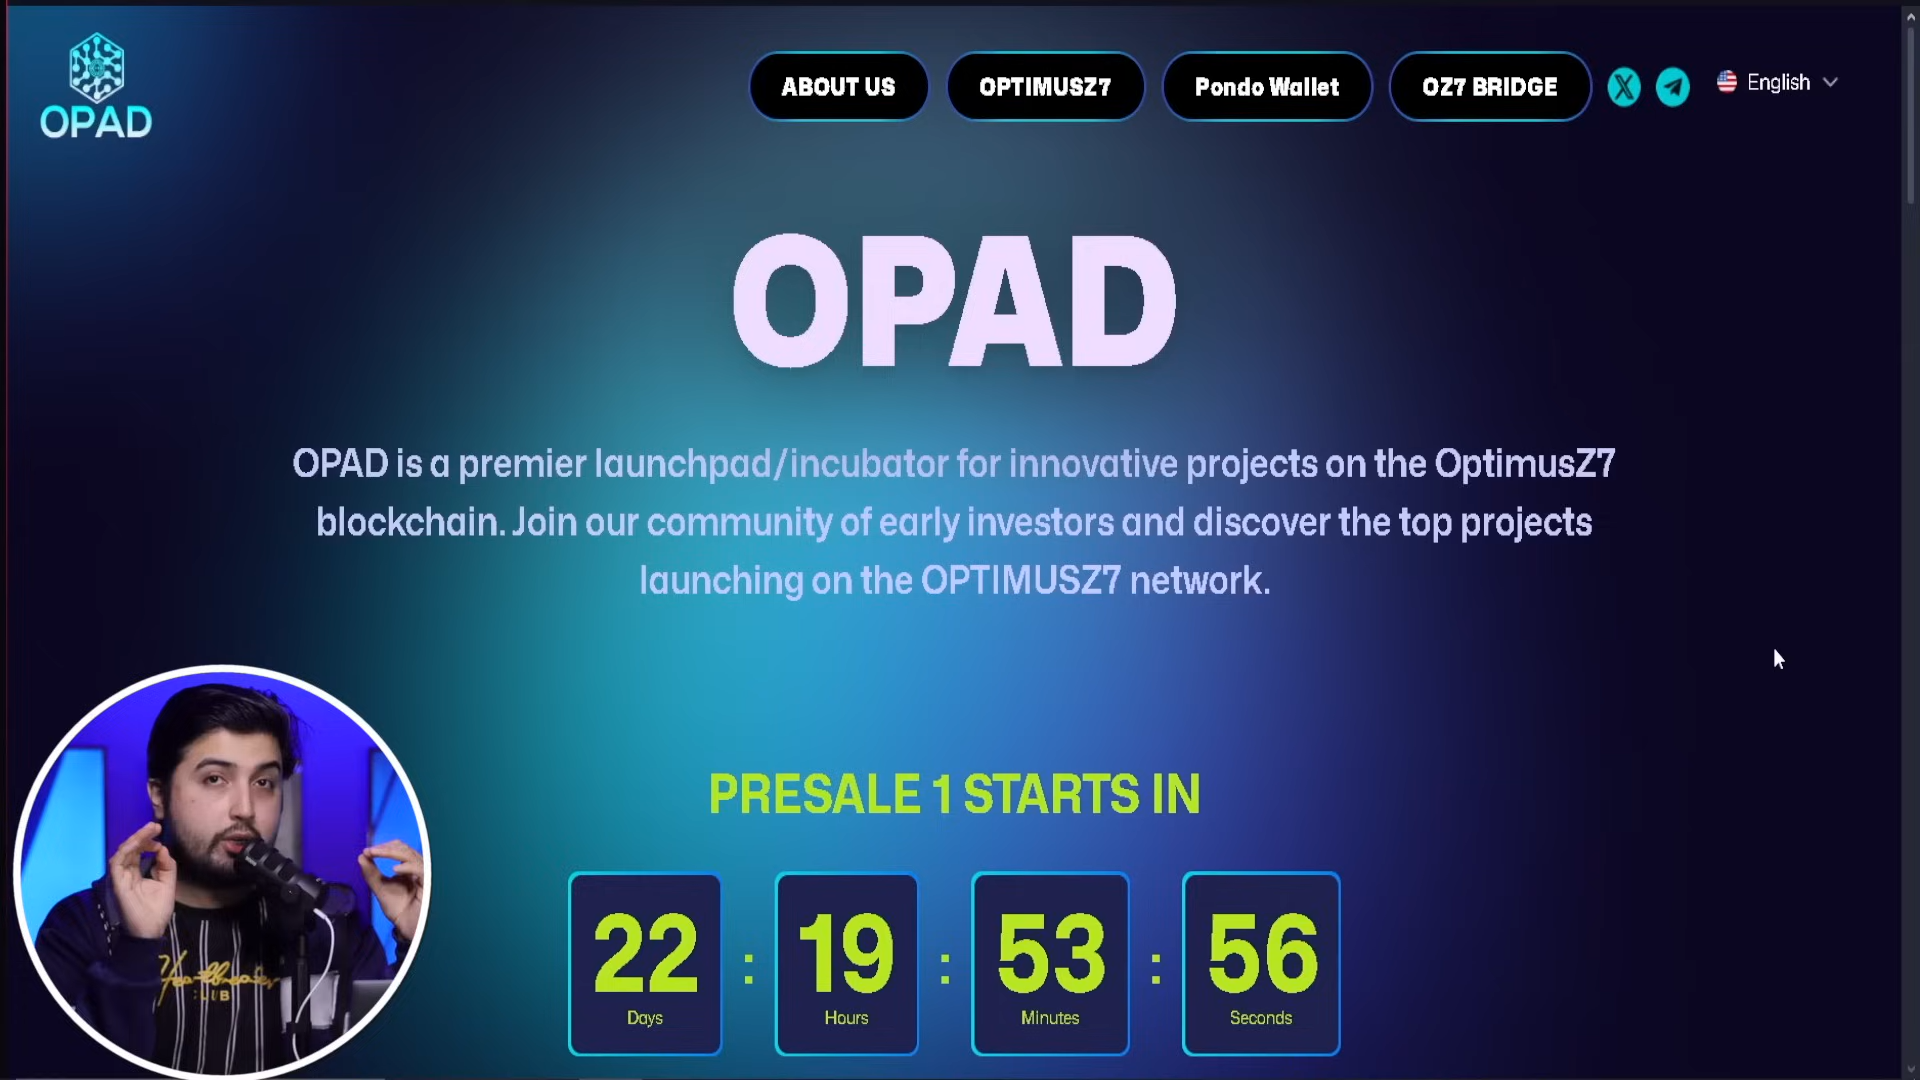 OPAD
ABOUT US
OPTIMUSZ7
Pondo Wallet
OZ7 BRIDGE
English
OPAD
OPAD is a premier launchpad/incubator for innovative projects on the OptimusZ7
blockchain. Join our community of early investors and discover the top projects
launching on the OPTIMUSZ7 network.
PRESALE 1 STARTS IN
22 : 19 : 53 : 56
Days Hours Minutes Seconds